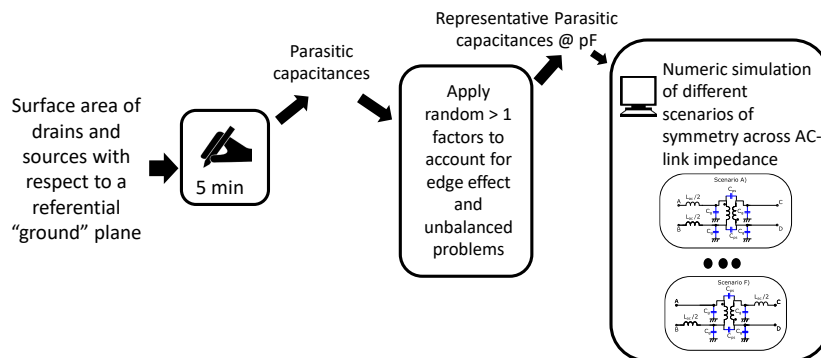 Surface area of
drains and
sources with
respect to a
referential
“ground” plane
5 min
Parasitic
capacitances
Apply
random > 1
factors to
account for
edge effect
and
unbalanced
problems
Representative Parasitic
capacitances @ pF
Numeric simulation
of different
scenarios
of symmetry across AC-
link impedance
Scenario A)
A
B
C
D
Scenario F)
A
B
C
D